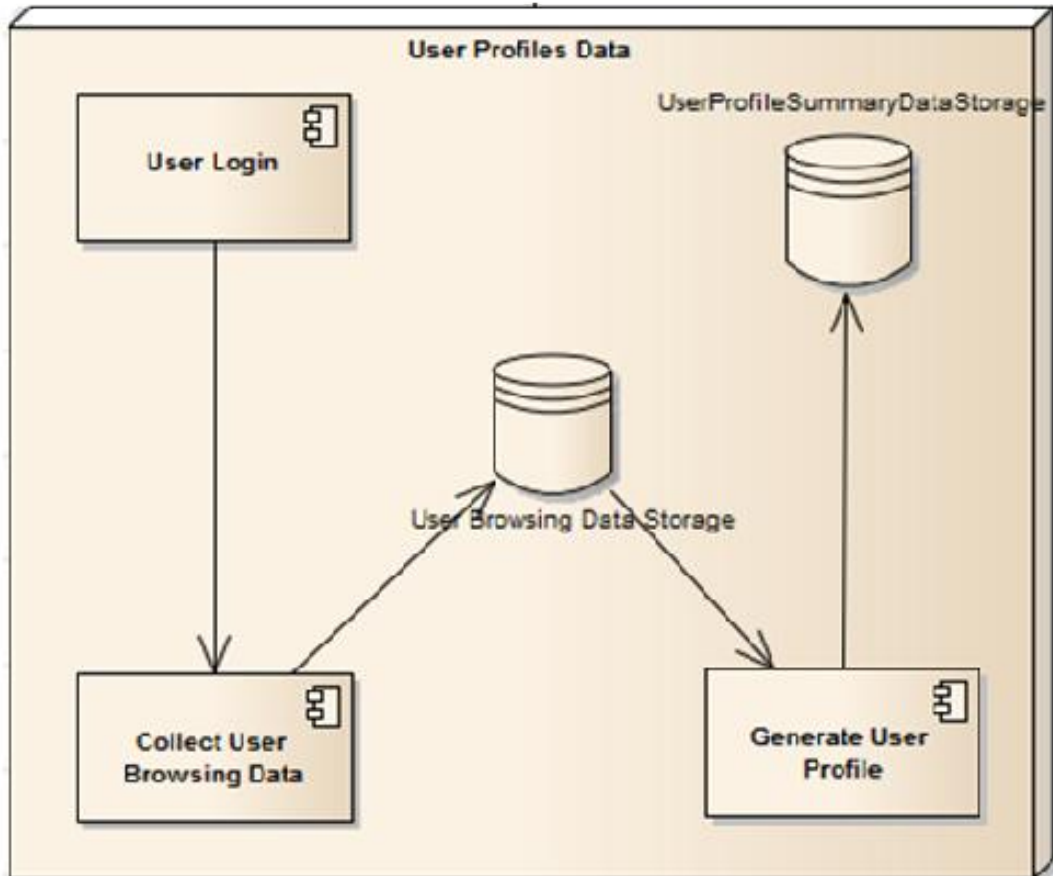 User Profiles Data
UserProfileSummaryDataStorage
User Login
User Browsing Data Storage
Collect User
Browsing Data
Generate User
Profile